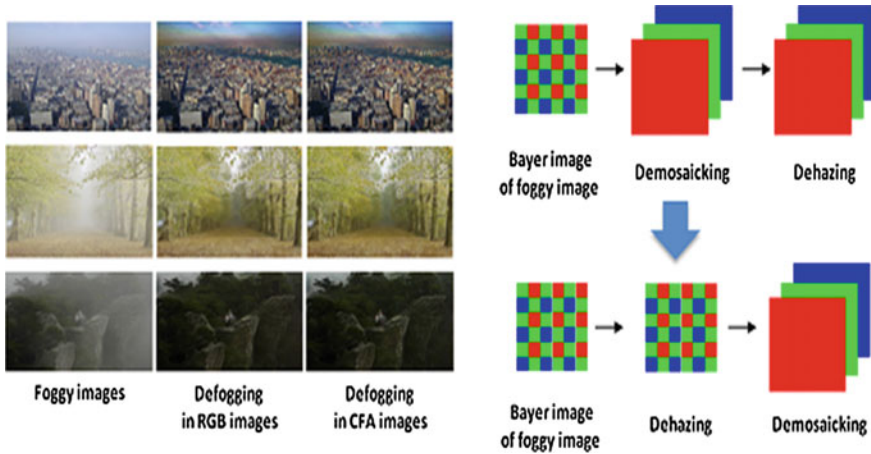 Foggy images
Defogging
in RGB images
Defogging
in CFA images
Bayer image
of foggy image
Demosaicking
Dehazing
Bayer image
of foggy image
Dehazing
Demosaicking